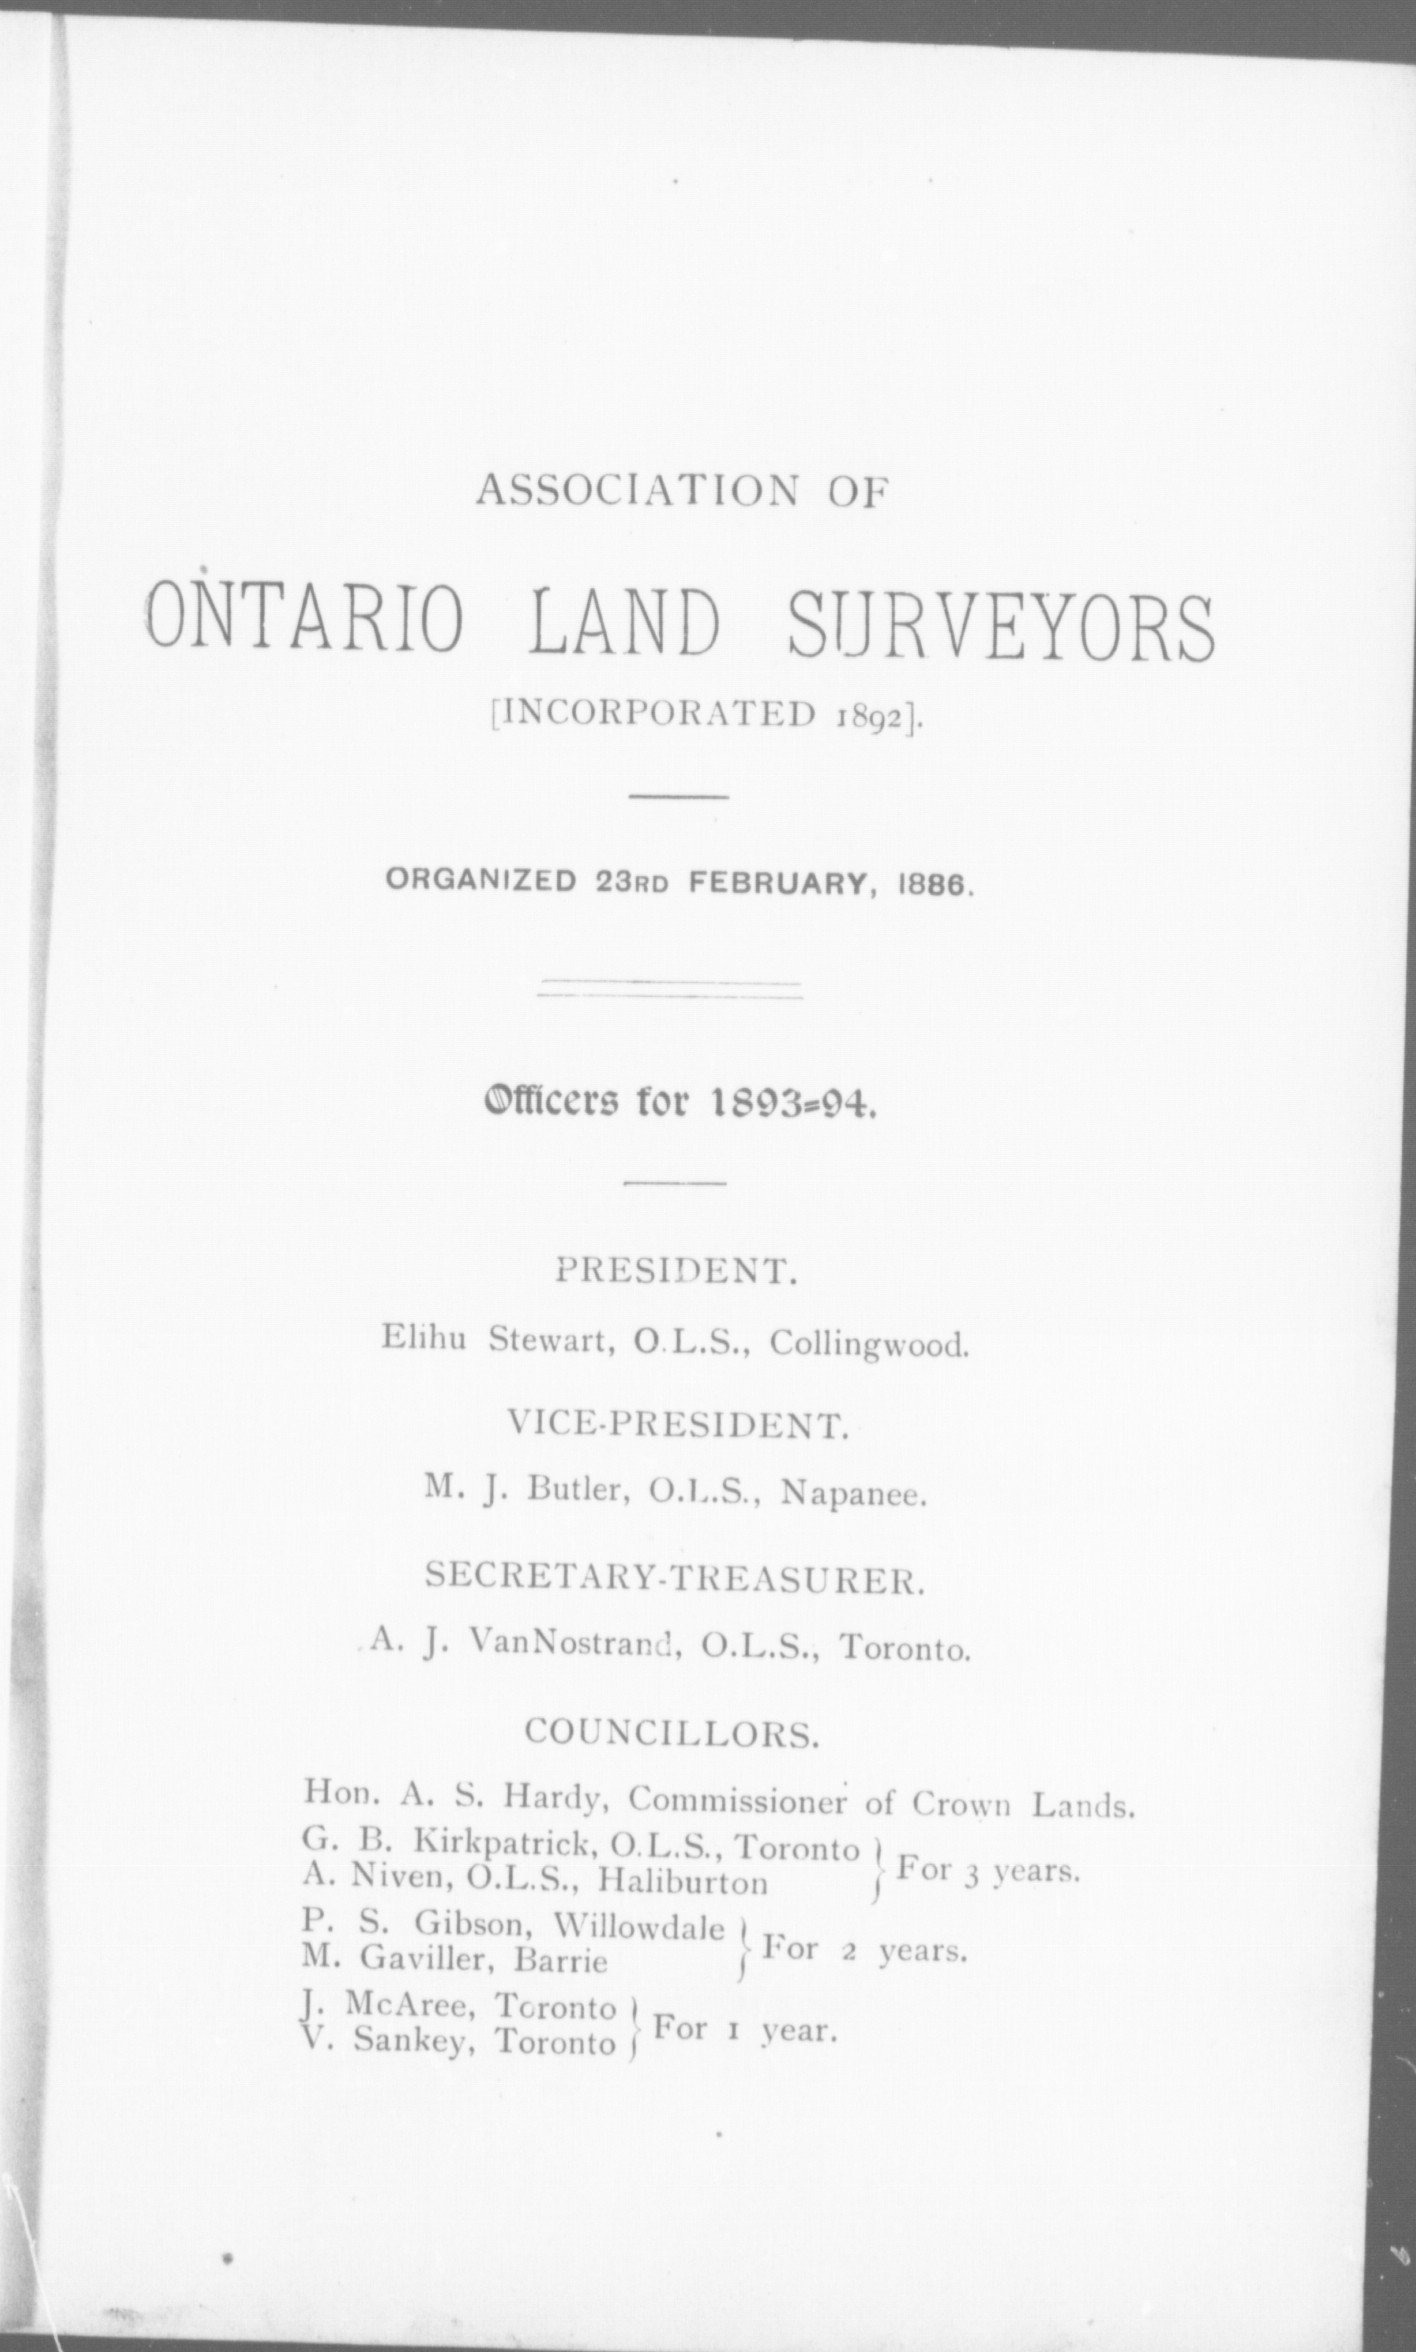 ASSOCIATION OF
ONTARIO LAND SURVEYORS
[INCORPORATED 1892].
ORGANIZED 23RD FEBRUARY, 1886.
Officers for 1893=94.
PRESIDENT.
Elihu Stewart, O.L.S., Collingwood.
VICE-PRESIDENT.
M. J. Butler, O.L.S., Napanee.
SECRETARY-TREASURER.
A. J. VanNostrand, O.L.S., Toronto.
COUNCILLORS.
Hon. A. S. Hardy, Commissioner of Crown Lands.
G. B. Kirkpatrick, O.L.S., Toronto
A. Niven, O.L.S., Haliburton
} For 3 years.
P. S. Gibson, Willowdale
M. Gaviller, Barrie
} For 2 years.
J. McAree, Toronto
V. Sankey, Toronto
} For 1 year.